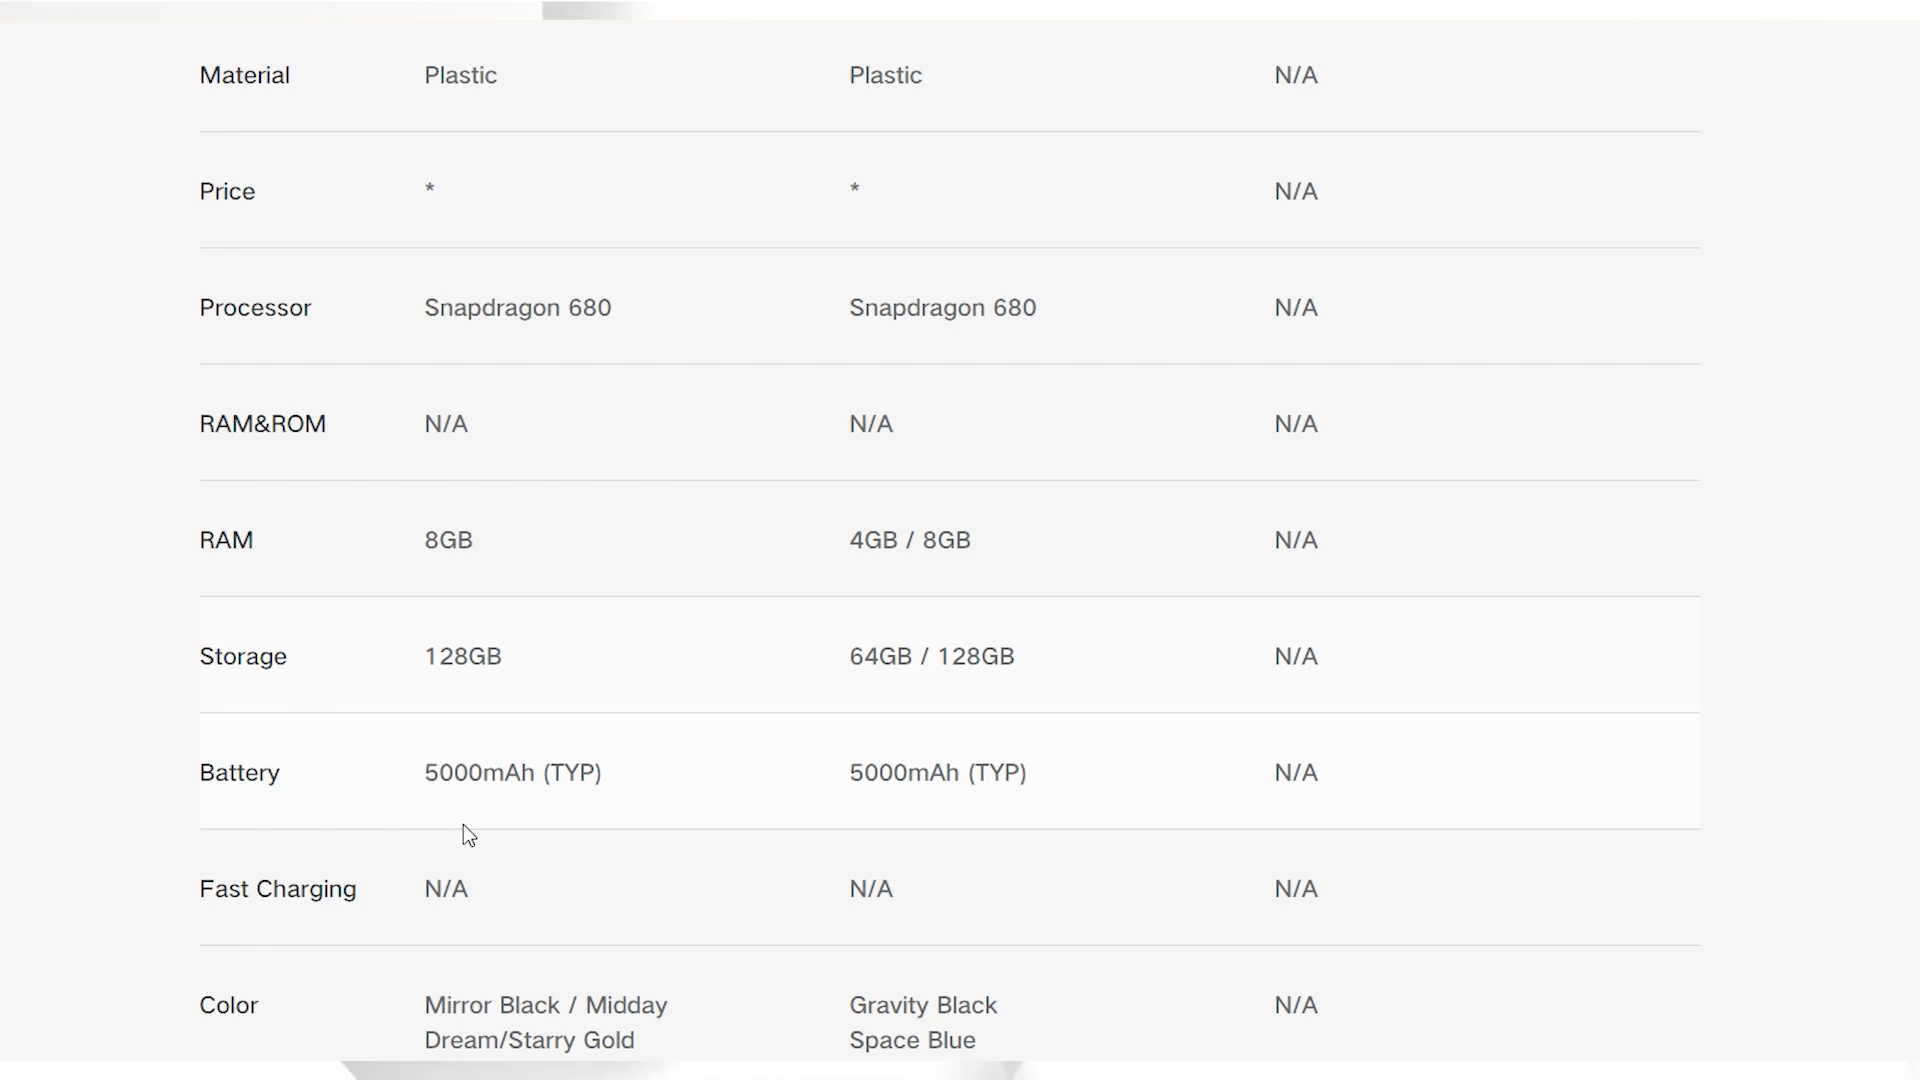 Material Plastic Plastic N/A
Price * * N/A
Processor Snapdragon 680 Snapdragon 680 N/A
RAM&ROM N/A N/A N/A
RAM 8GB 4GB / 8GB N/A
Storage 128GB 64GB / 128GB N/A
Battery 5000mAh (TYP) 5000mAh (TYP) N/A
Fast Charging N/A N/A N/A
Color Mirror Black / Midday Gravity Black N/A
Dream/Starry Gold Space Blue